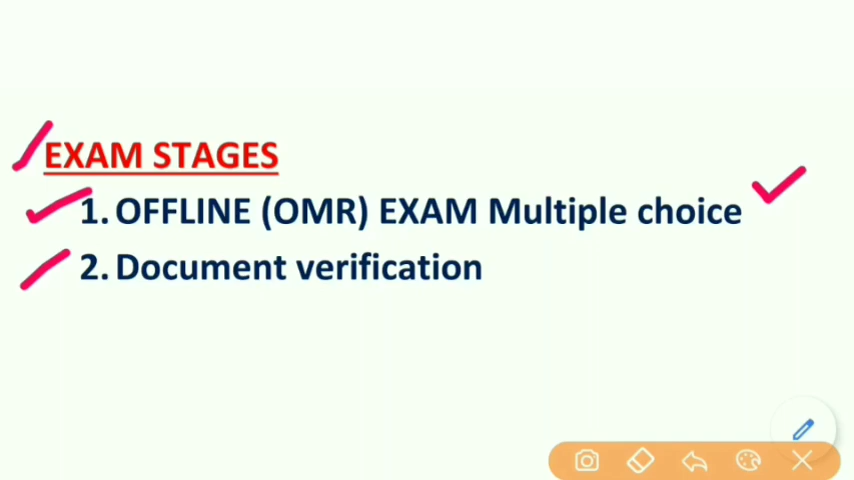 EXAM STAGES
1. OFFLINE (OMR) EXAM Multiple choice
2. Document verification